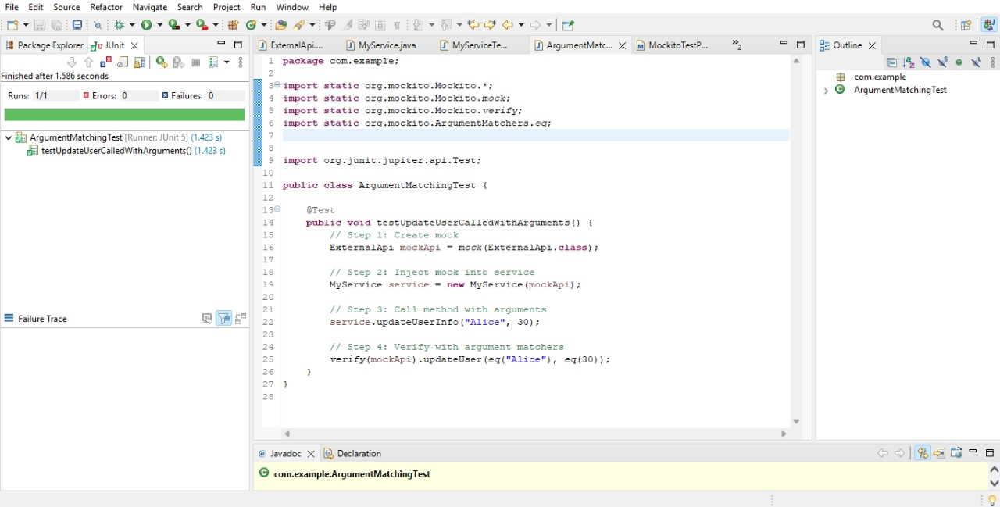 File Edit Source Refactor Navigate Search Project Run Window Help
Package Explorer JUnit
Finished after 1.586 seconds
Runs: 1/1 Errors: 0 Failures: 0
ArgumentMatchingTest [Runner: JUnit 5] (1.423 s)
testUpdateUserCalledWithArguments() (1.423 s)
Failure Trace
ExternalApi.... MyService.java MyServiceTe... ArgumentMatc... MockitoTestP... »2
1 package com.example;
2
3 import static org.mockito.Mockito.*;
4 import static org.mockito.Mockito.mock;
5 import static org.mockito.Mockito.verify;
6 import static org.mockito.ArgumentMatchers.eq;
7
8
9 import org.junit.jupiter.api.Test;
10
11 public class ArgumentMatchingTest {
12
13 @Test
14 public void testUpdateUserCalledWithArguments() {
15 // Step 1: Create mock
16 ExternalApi mockApi = mock(ExternalApi.class);
17
18 // Step 2: Inject mock into service
19 MyService service = new MyService(mockApi);
20
21 // Step 3: Call method with arguments
22 service.updateUserInfo("Alice", 30);
23
24 // Step 4: Verify with argument matchers
25 verify(mockApi).updateUser(eq("Alice"), eq(30));
26 }
27 }
28
Outline
com.example
ArgumentMatchingTest
@ Javadoc Declaration
com.example.ArgumentMatchingTest